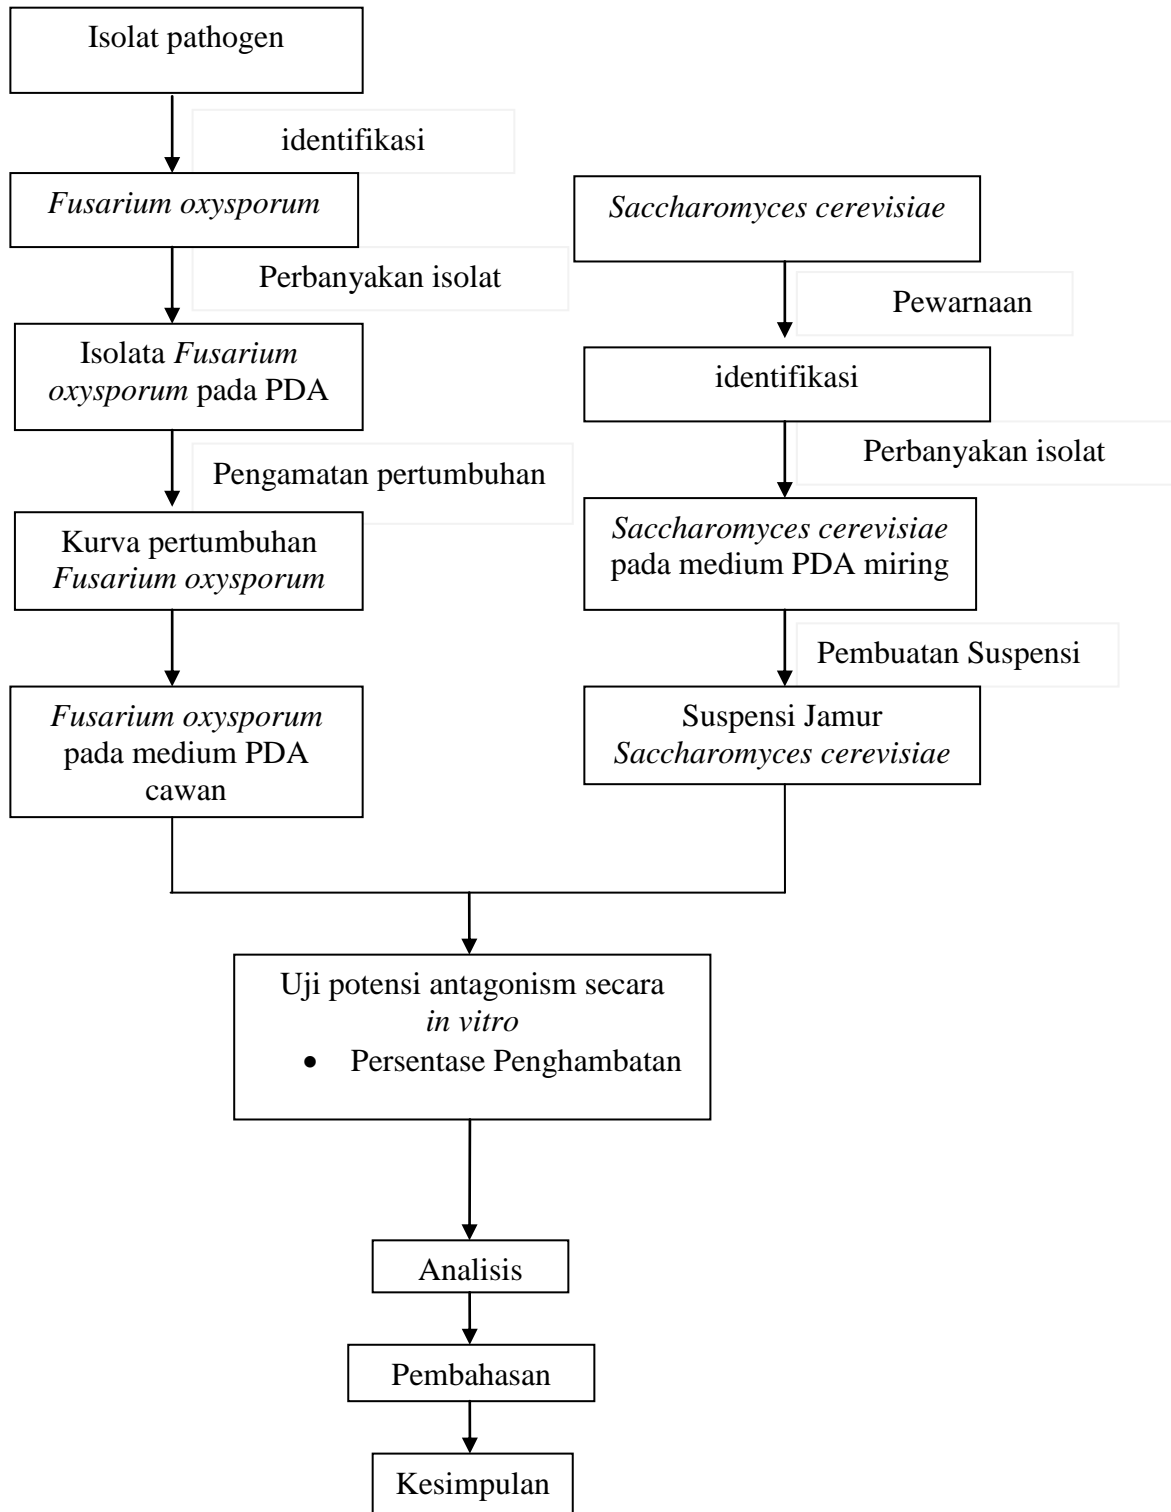 Isolat pathogen
identifikasi
Fusarium oxysporum
Perbanyakan isolat
Isolata Fusarium
oxysporum pada PDA
Pengamatan pertumbuhan
Kurva pertumbuhan
Fusarium oxysporum
Fusarium oxysporum
pada medium PDA
cawan
Saccharomyces cerevisiae
Pewarnaan
identifikasi
Perbanyakan isolat
Saccharomyces cerevisiae
pada medium PDA miring
Pembuatan Suspensi
Suspensi Jamur
Saccharomyces cerevisiae
Uji potensi antagonism secara
in vitro
• Persentase Penghambatan
Analisis
Pembahasan
Kesimpulan